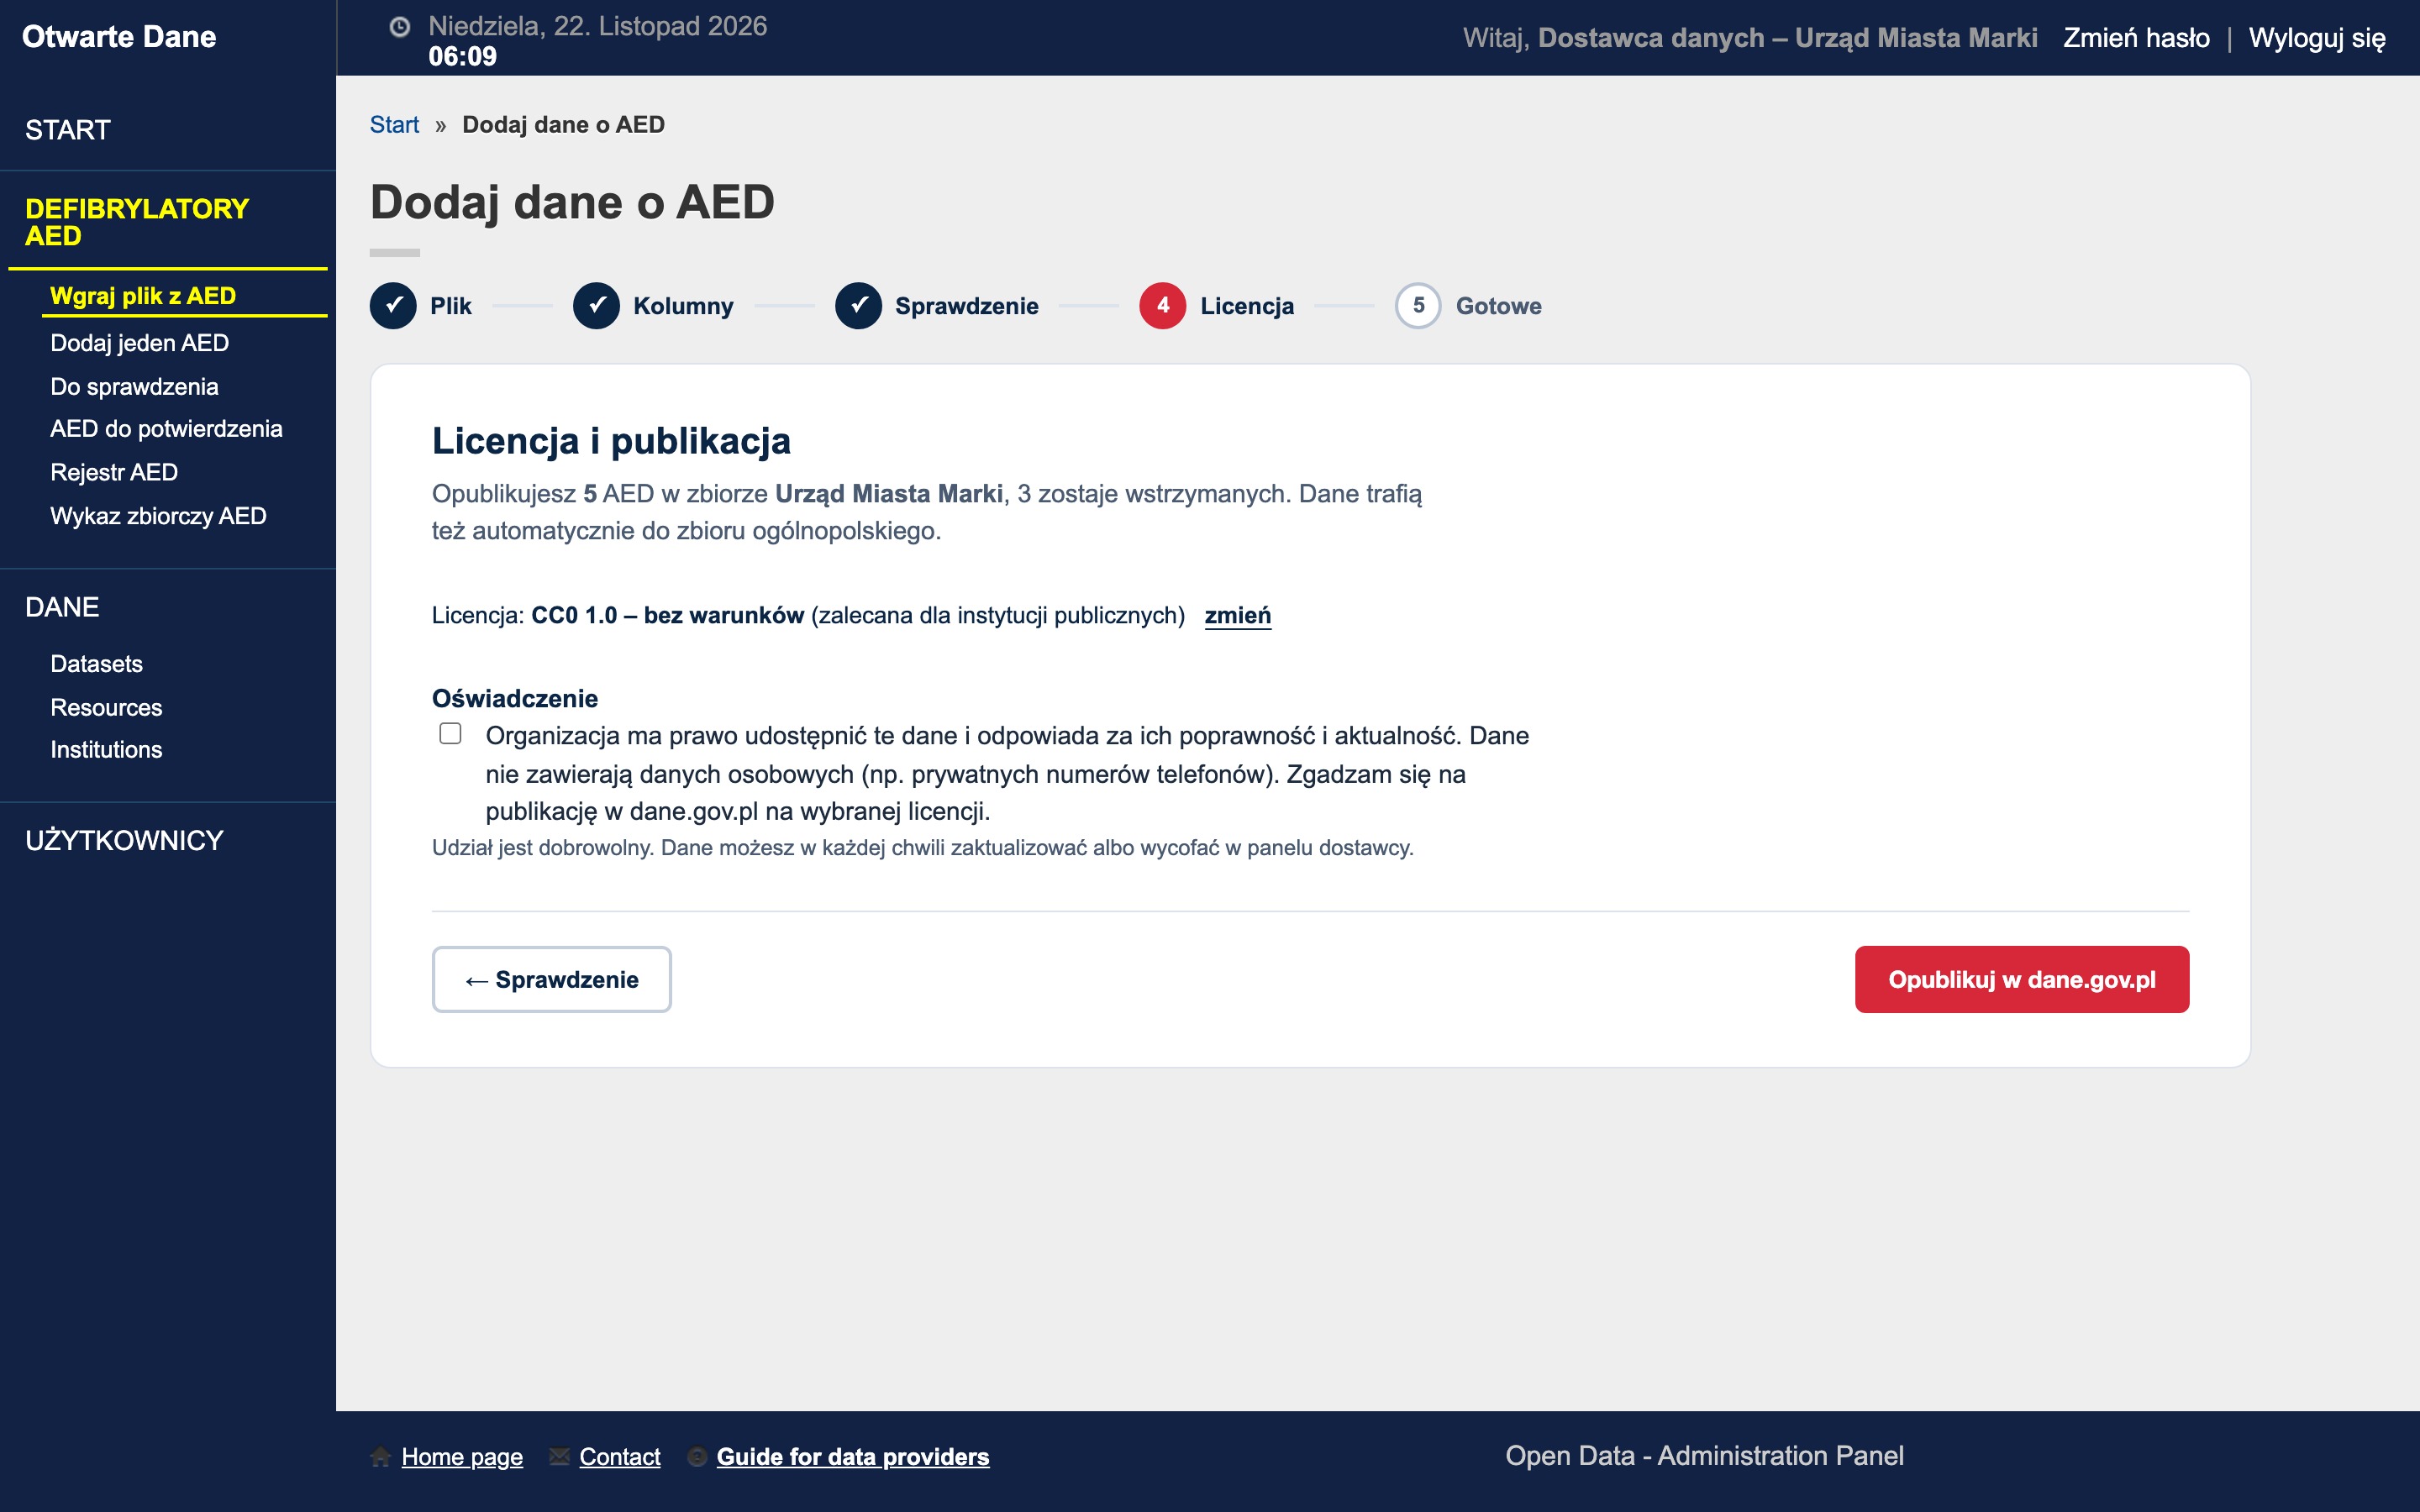 Otwarte Dane
Niedziela, 22. Listopad 2026
06:09
Witaj, Dostawca danych – Urząd Miasta Marki Zmień hasło | Wyloguj się
START
DEFIBRYLATORY
AED
Wgraj plik z AED
Dodaj jeden AED
Do sprawdzenia
AED do potwierdzenia
Rejestr AED
Wykaz zbiorczy AED
DANE
Datasets
Resources
Institutions
UŻYTKOWNICY
Start » Dodaj dane o AED
Dodaj dane o AED
✓ Plik ✓ Kolumny ✓ Sprawdzenie 4 Licencja 5 Gotowe
Licencja i publikacja
Opublikujesz 5 AED w zbiorze Urząd Miasta Marki, 3 zostaje wstrzymanych. Dane trafią
też automatycznie do zbioru ogólnopolskiego.
Licencja: CC0 1.0 – bez warunków (zalecana dla instytucji publicznych) zmień
Oświadczenie
Organizacja ma prawo udostępnić te dane i odpowiada za ich poprawność i aktualność. Dane
nie zawierają danych osobowych (np. prywatnych numerów telefonów). Zgadzam się na
publikację w dane.gov.pl na wybranej licencji.
Udział jest dobrowolny. Dane możesz w każdej chwili zaktualizować albo wycofać w panelu dostawcy.
← Sprawdzenie
Opublikuj w dane.gov.pl
Home page Contact Guide for data providers
Open Data - Administration Panel